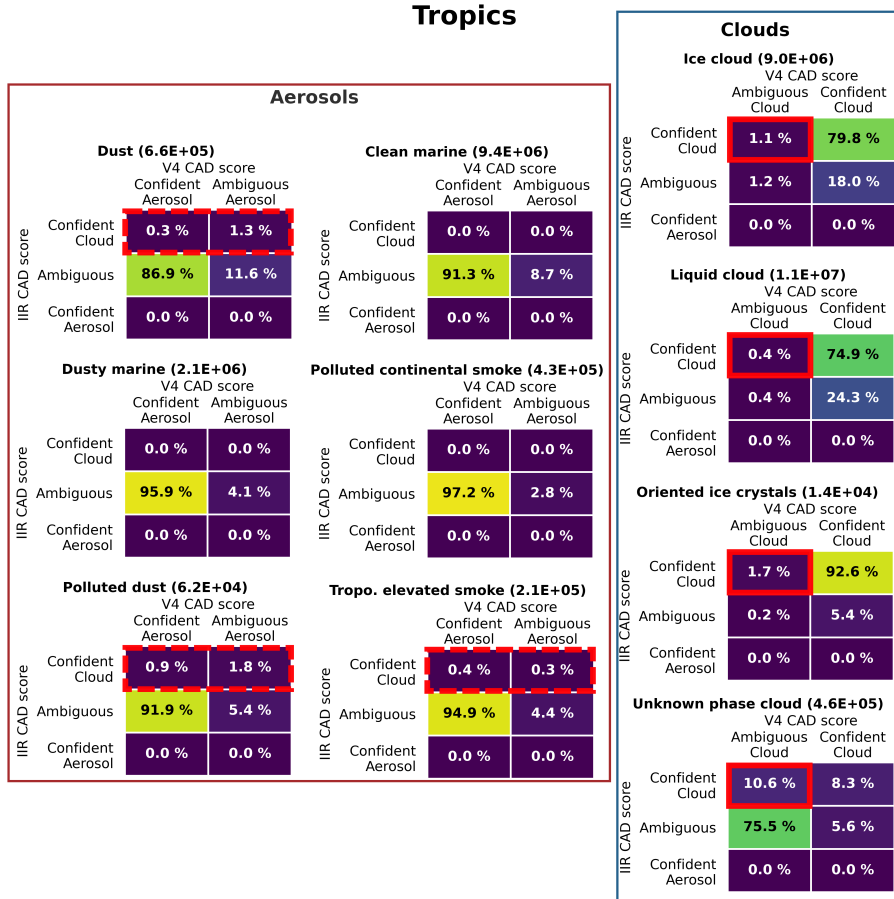 Tropics
Aerosols
Dust (6.6E+05)
V4 CAD score
Confident Aerosol
Ambiguous Aerosol
IIR CAD score
Confident Cloud
0.3 % 1.3 %
Ambiguous
86.9 % 11.6 %
Confident Aerosol
0.0 % 0.0 %
Clean marine (9.4E+06)
V4 CAD score
Confident Aerosol
Ambiguous Aerosol
0.0 % 0.0 %
91.3 % 8.7 %
0.0 % 0.0 %
IIR CAD score
Confident Cloud
Ambiguous
Confident Aerosol
Dusty marine (2.1E+06)
V4 CAD score
Confident Aerosol
Ambiguous Aerosol
IIR CAD score
Confident Cloud
0.0 % 0.0 %
Ambiguous
95.9 % 4.1 %
Confident Aerosol
0.0 % 0.0 %
Polluted continental smoke (4.3E+05)
V4 CAD score
Confident Aerosol
Ambiguous Aerosol
IIR CAD score
Confident Cloud
0.0 % 0.0 %
Ambiguous
97.2 % 2.8 %
Confident Aerosol
0.0 % 0.0 %
Polluted dust (6.2E+04)
V4 CAD score
Confident Aerosol
Ambiguous Aerosol
IIR CAD score
Confident Cloud
0.9 % 1.8 %
Ambiguous
91.9 % 5.4 %
Confident Aerosol
0.0 % 0.0 %
Tropo. elevated smoke (2.1E+05)
V4 CAD score
Confident Aerosol
Ambiguous Aerosol
IIR CAD score
Confident Cloud
0.4 % 0.3 %
Ambiguous
94.9 % 4.4 %
Confident Aerosol
0.0 % 0.0 %
Clouds
Ice cloud (9.0E+06)
V4 CAD score
Ambiguous Cloud
Confident Cloud
IIR CAD score
Confident Cloud
1.1 % 79.8 %
Ambiguous
1.2 % 18.0 %
Confident Aerosol
0.0 % 0.0 %
Liquid cloud (1.1E+07)
V4 CAD score
Ambiguous Cloud
Confident Cloud
IIR CAD score
Confident Cloud
0.4 % 74.9 %
Ambiguous
0.4 % 24.3 %
Confident Aerosol
0.0 % 0.0 %
Oriented ice crystals (1.4E+04)
V4 CAD score
Ambiguous Cloud
Confident Cloud
IIR CAD score
Confident Cloud
1.7 % 92.6 %
Ambiguous
0.2 % 5.4 %
Confident Aerosol
0.0 % 0.0 %
Unknown phase cloud (4.6E+05)
V4 CAD score
Ambiguous Cloud
Confident Cloud
IIR CAD score
Confident Cloud
10.6 % 8.3 %
Ambiguous
75.5 % 5.6 %
Confident Aerosol
0.0 % 0.0 %